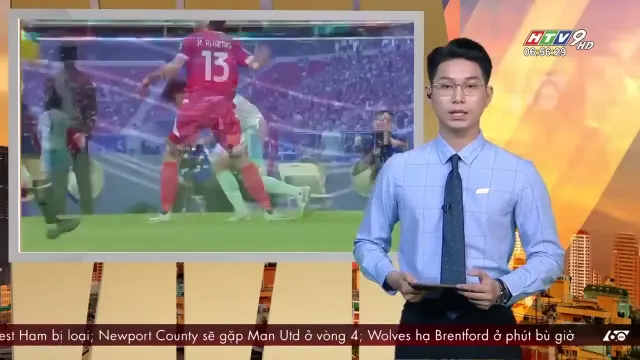 HTV9 HD
06:56:29
13
est Ham bị loại; Newport County sẽ gặp Man Utd ở vòng 4; Wolves hạ Brentford ở phút bù giờ